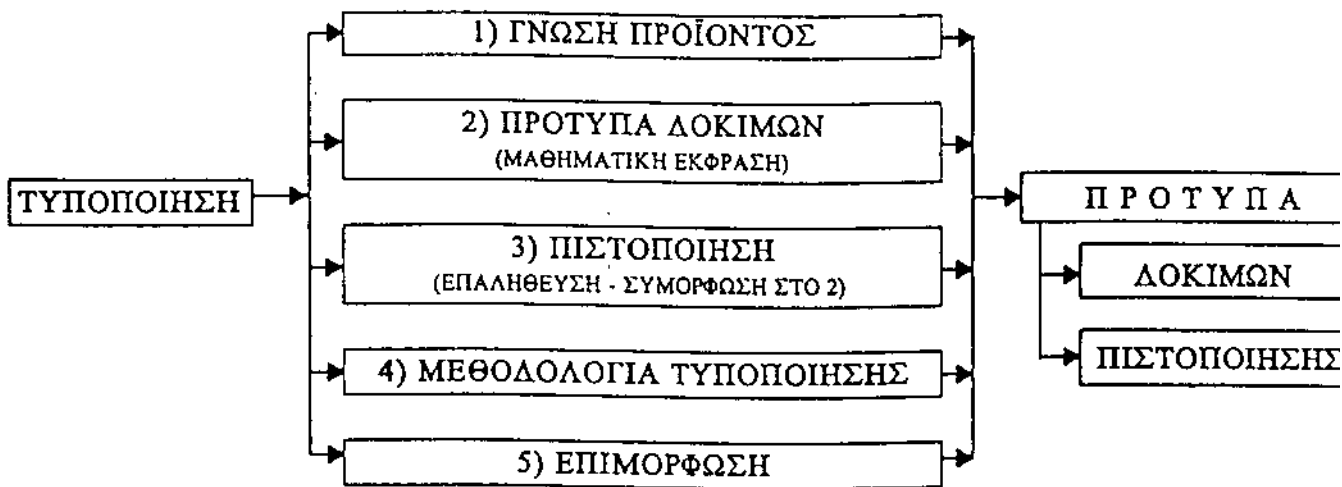 ΤΥΠΟΠΟΙΗΣΗ
1) ΓΝΩΣΗ ΠΡΟΪΟΝΤΟΣ
2) ΠΡΟΤΥΠΑ ΔΟΚΙΜΩΝ
(ΜΑΘΗΜΑΤΙΚΗ ΕΚΦΡΑΣΗ)
3) ΠΙΣΤΟΠΟΙΗΣΗ
(ΕΠΑΛΗΘΕΥΣΗ - ΣΥΜΟΡΦΩΣΗ ΣΤΟ 2)
4) ΜΕΘΟΔΟΛΟΓΙΑ ΤΥΠΟΠΟΙΗΣΗΣ
5) ΕΠΙΜΟΡΦΩΣΗ
Π Ρ Ο Τ Υ Π Α
ΔΟΚΙΜΩΝ
ΠΙΣΤΟΠΟΙΗΣΗΣ